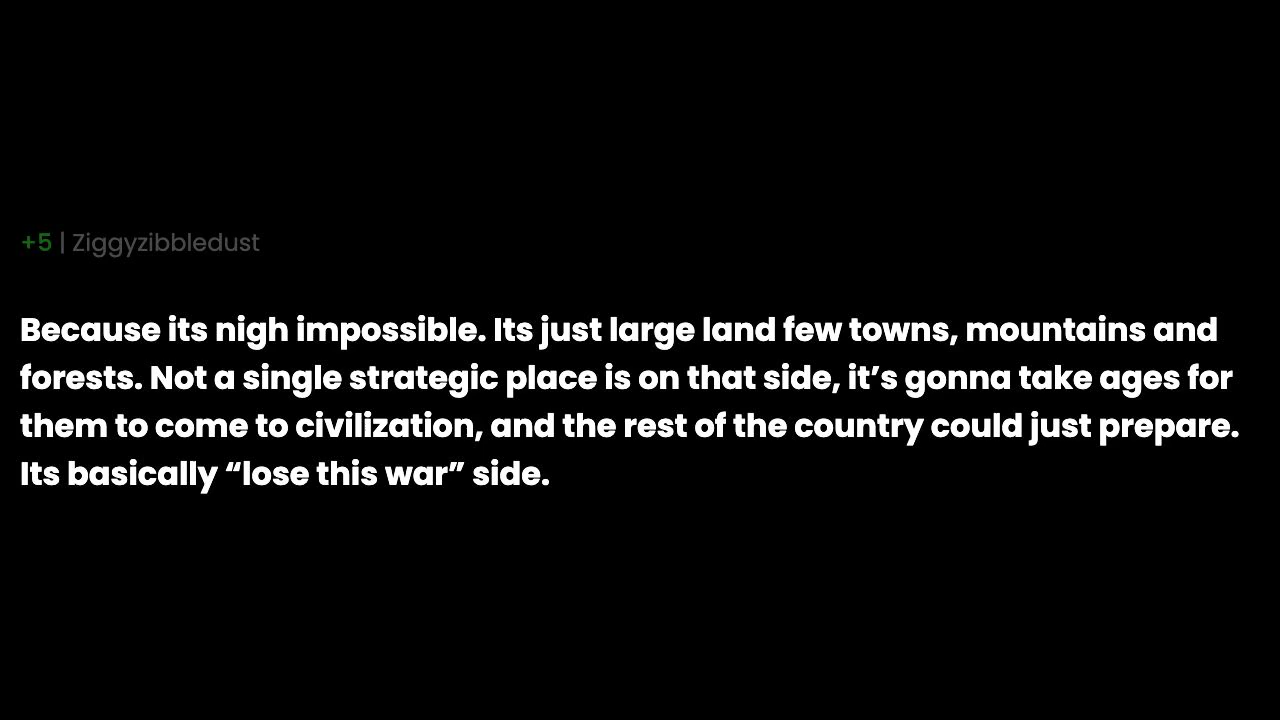 +5 | Ziggyzibbledust
Because its nigh impossible. Its just large land few towns, mountains and
forests. Not a single strategic place is on that side, it’s gonna take ages for
them to come to civilization, and the rest of the country could just prepare.
Its basically “lose this war” side.